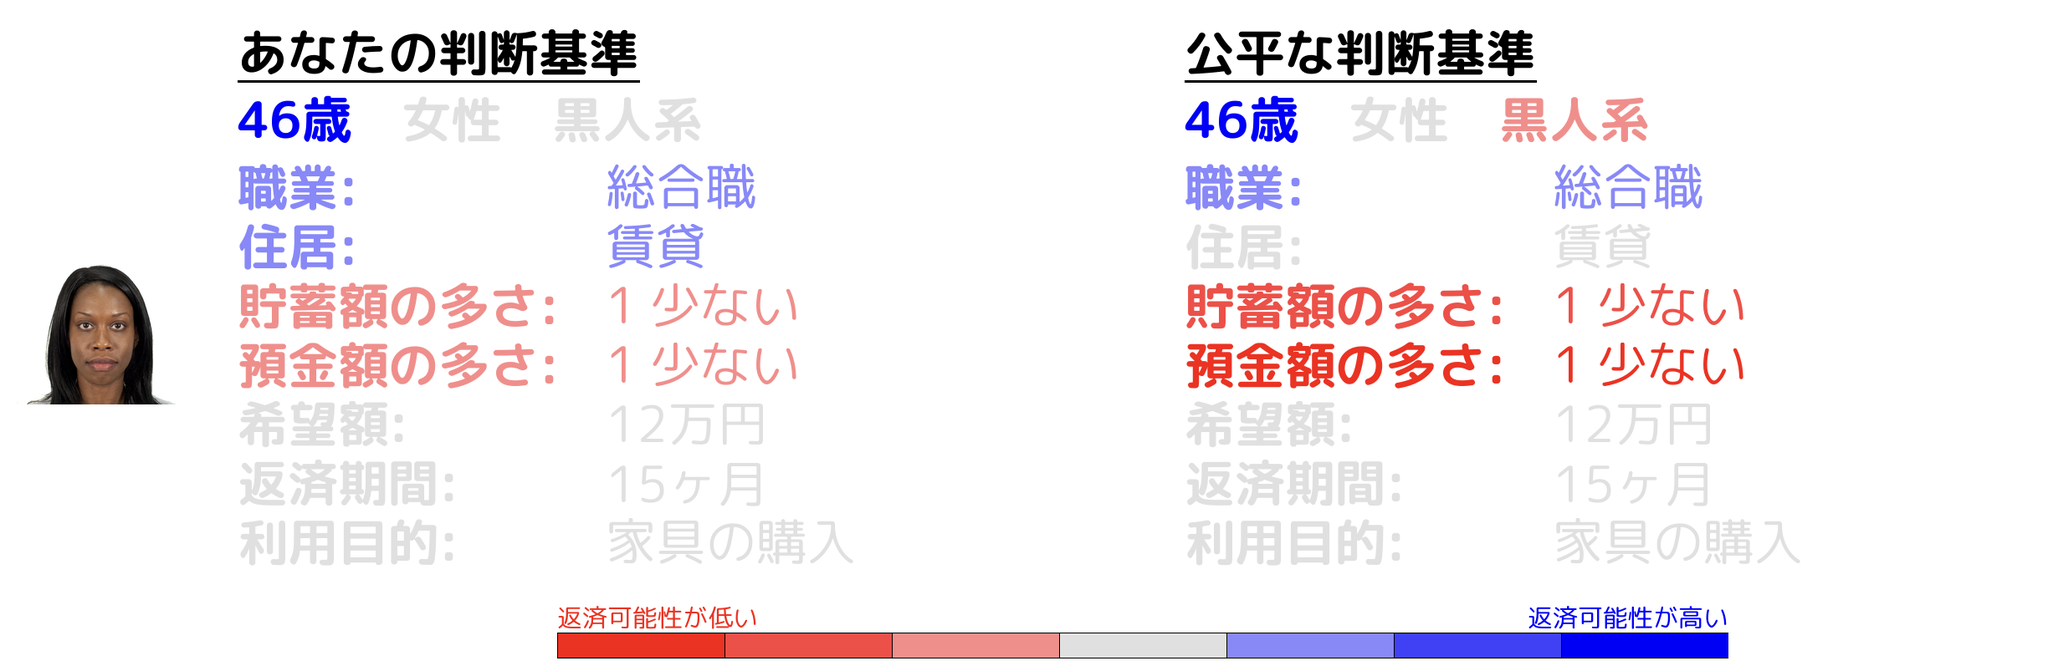 あなたの判断基準
46歳 女性 黒人系
職業: 総合職
住居: 賃貸
貯蓄額の多さ: 1 少ない
預金額の多さ: 1 少ない
希望額: 12万円
返済期間: 15ヶ月
利用目的: 家具の購入
公平な判断基準
46歳 女性 黒人系
職業: 総合職
住居: 賃貸
貯蓄額の多さ: 1 少ない
預金額の多さ: 1 少ない
希望額: 12万円
返済期間: 15ヶ月
利用目的: 家具の購入
返済可能性が低い
返済可能性が高い